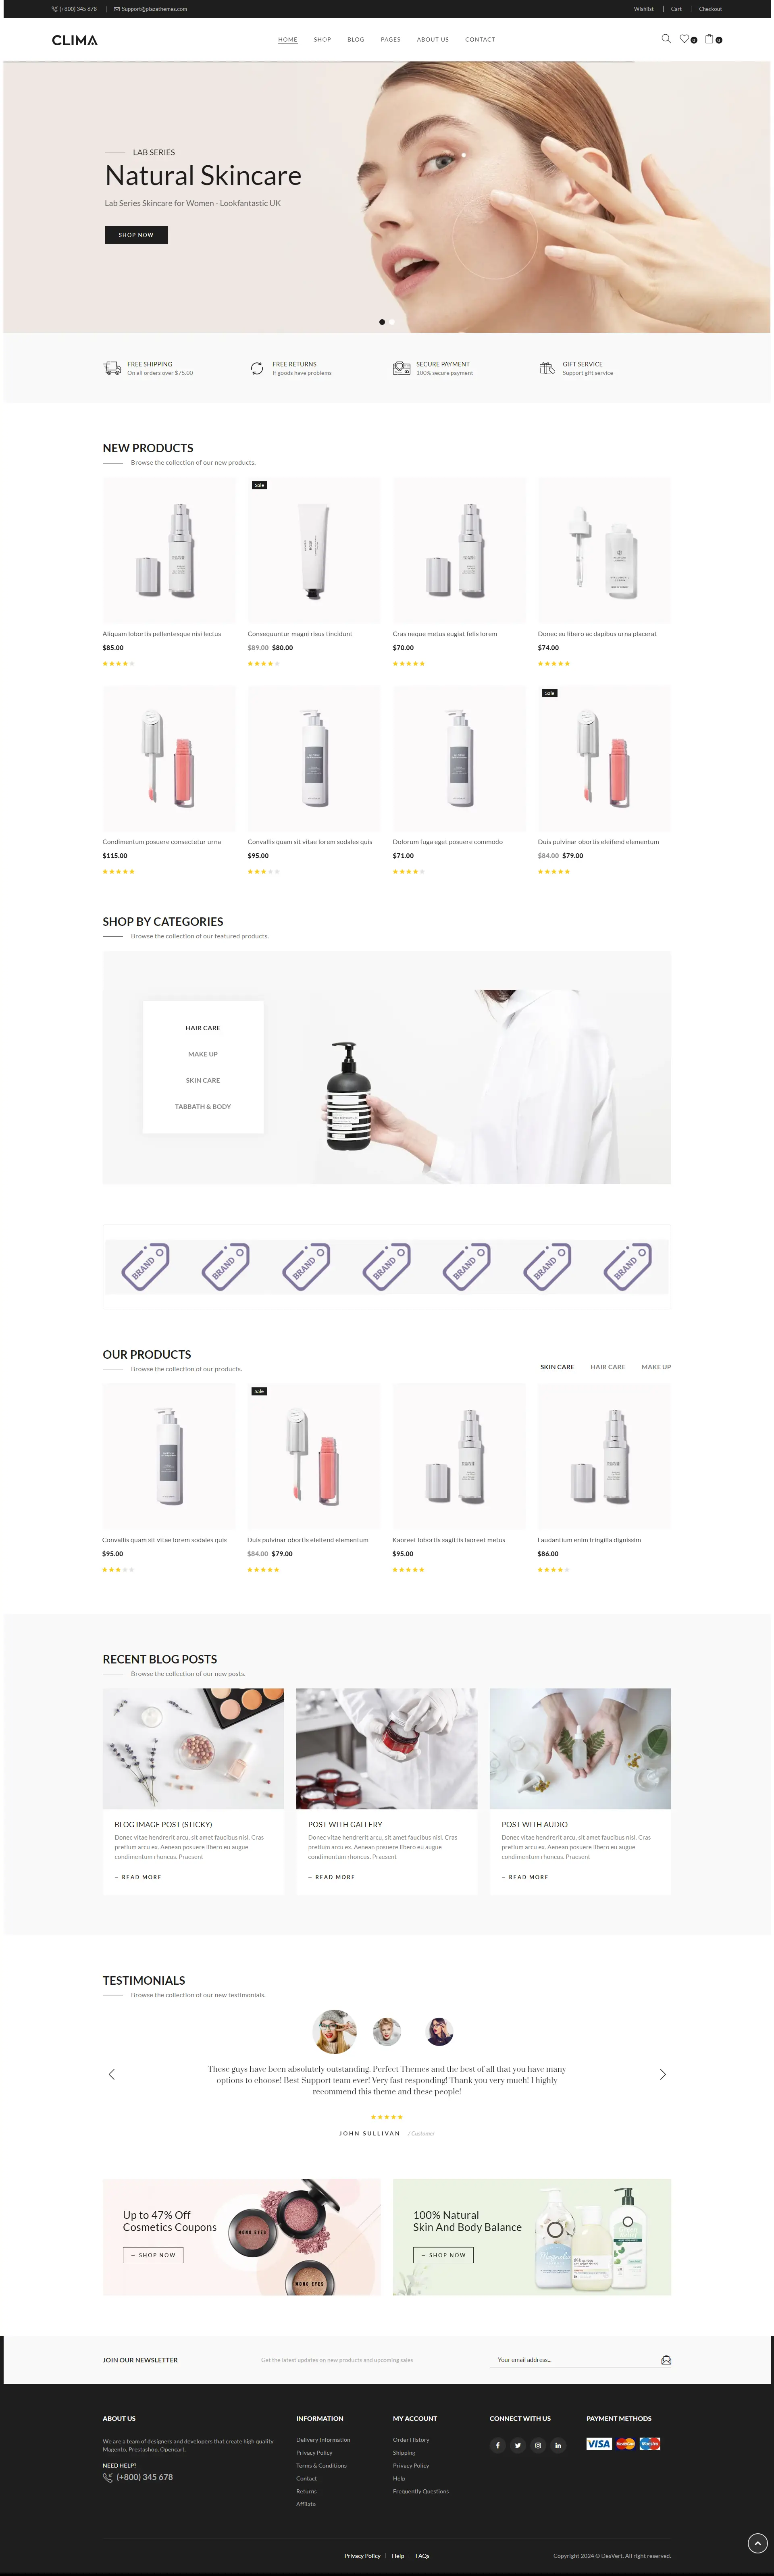 (+800) 345 678
Support@plazathemes.com
Wishlist
Cart
Checkout
CLIMA
HOME
SHOP
BLOG
PAGES
ABOUT US
CONTACT
0
0
LAB SERIES
Natural Skincare
Lab Series Skincare for Women - Lookfantastic UK
SHOP NOW
FREE SHIPPING
On all orders over $75.00
FREE RETURNS
If goods have problems
SECURE PAYMENT
100% secure payment
GIFT SERVICE
Support gift service
NEW PRODUCTS
Browse the collection of our new products.
Sale
Aliquam lobortis pellentesque nisi lectus
$85.00
Consequuntur magni risus tincidunt
$89.00 $80.00
Cras neque metus eugiat felis lorem
$70.00
Donec eu libero ac dapibus urna placerat
$74.00
Sale
Condimentum posuere consectetur urna
$115.00
Convallis quam sit vitae lorem sodales quis
$95.00
Dolorum fuga eget posuere commodo
$71.00
Duis pulvinar obortis eleifend elementum
$84.00 $79.00
SHOP BY CATEGORIES
Browse the collection of our featured products.
HAIR CARE
MAKE UP
SKIN CARE
TABBATH & BODY
BRAND
BRAND
BRAND
BRAND
BRAND
BRAND
BRAND
OUR PRODUCTS
Browse the collection of our products.
SKIN CARE
HAIR CARE
MAKE UP
Sale
Convallis quam sit vitae lorem sodales quis
$95.00
Duis pulvinar obortis eleifend elementum
$84.00 $79.00
Kaoreet lobortis sagittis laoreet metus
$95.00
Laudantium enim fringilla dignissim
$86.00
RECENT BLOG POSTS
Browse the collection of our new posts.
BLOG IMAGE POST (STICKY)
Donec vitae hendrerit arcu, sit amet faucibus nisl. Cras
pretium arcu ex. Aenean posuere libero eu augue
condimentum rhoncus. Praesent
— READ MORE
POST WITH GALLERY
Donec vitae hendrerit arcu, sit amet faucibus nisl. Cras
pretium arcu ex. Aenean posuere libero eu augue
condimentum rhoncus. Praesent
— READ MORE
POST WITH AUDIO
Donec vitae hendrerit arcu, sit amet faucibus nisl. Cras
pretium arcu ex. Aenean posuere libero eu augue
condimentum rhoncus. Praesent
— READ MORE
TESTIMONIALS
Browse the collection of our new testimonials.
These guys have been absolutely outstanding. Perfect Themes and the best of all that you have many
options to choose! Best Support team ever! Very fast responding! Thank you very much! I highly
recommend this theme and these people!
JOHN SULLIVAN / Customer
Up to 47% Off
Cosmetics Coupons
— SHOP NOW
MONO EYES
MONO EYES
MONO EYES
100% Natural
Skin And Body Balance
— SHOP NOW
JOIN OUR NEWSLETTER
Get the latest updates on new products and upcoming sales
Your email address...
ABOUT US
We are a team of designers and developers that create high quality
Magento, Prestashop, Opencart.
NEED HELP?
(+800) 345 678
INFORMATION
Delivery Information
Privacy Policy
Terms & Conditions
Contact
Returns
Affilate
MY ACCOUNT
Order History
Shipping
Privacy Policy
Help
Frequently Questions
CONNECT WITH US
PAYMENT METHODS
VISA
MasterCard
Maestro
Privacy Policy
Help
FAQs
Copyright 2024 © DexVert. All right reserved.